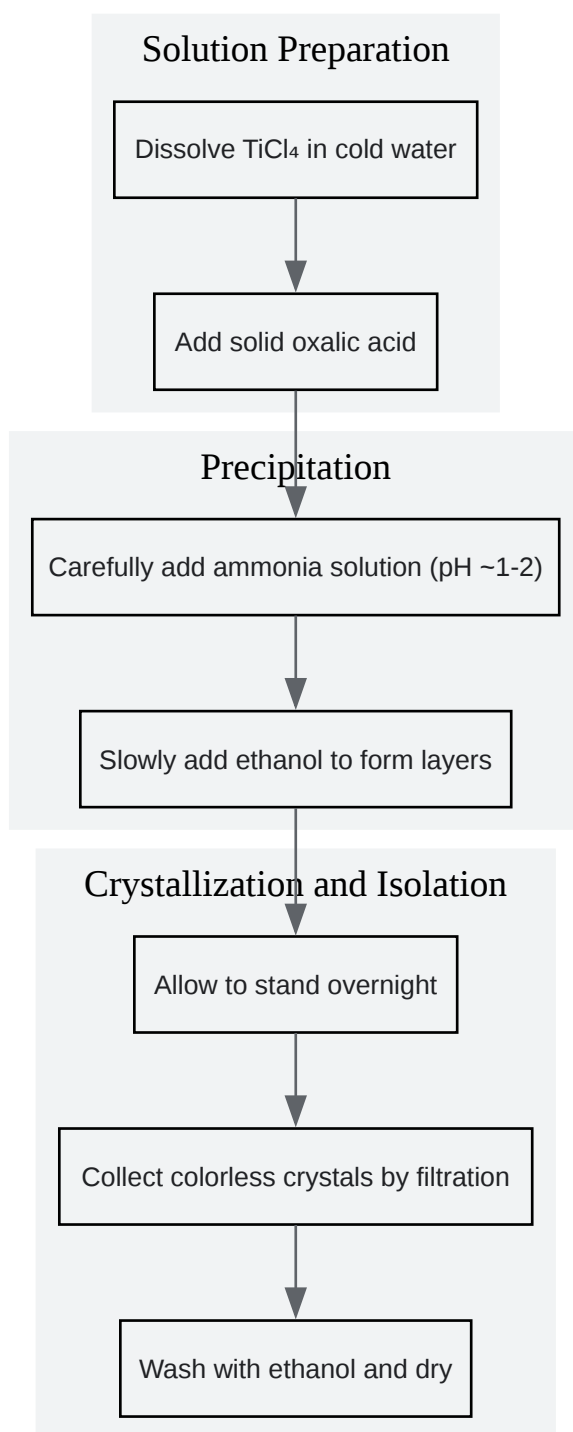 Solution Preparation
Dissolve TiCl₄ in cold water
Add solid oxalic acid
Precipitation
Carefully add ammonia solution (pH ~1-2)
Slowly add ethanol to form layers
Crystallization and Isolation
Allow to stand overnight
Collect colorless crystals by filtration
Wash with ethanol and dry